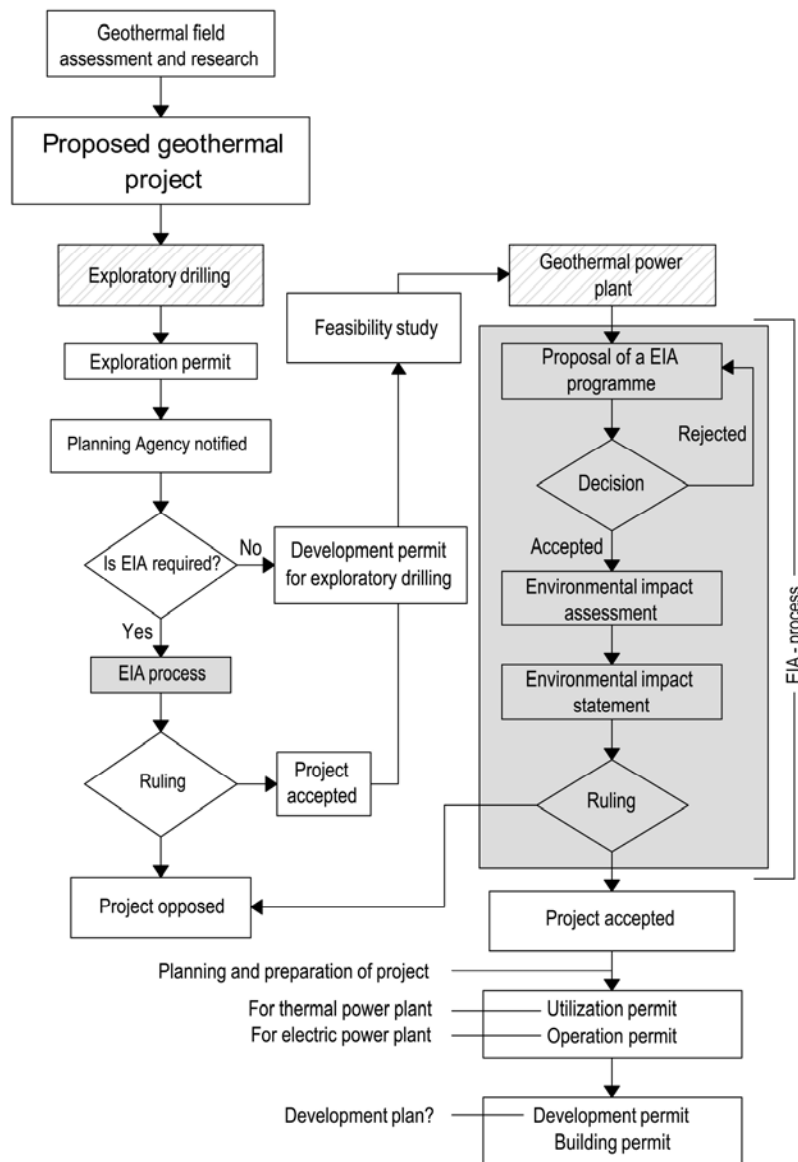 Geothermal field
assessment and research
Proposed geothermal
project
Exploratory drilling
Exploration permit
Planning Agency notified
Is EIA required?
No
Yes
Development permit
for exploratory drilling
Feasibility study
EIA process
Ruling
Project
accepted
Project opposed
Geothermal power
plant
Proposal of a EIA
programme
Rejected
Decision
Accepted
Environmental impact
assessment
Environmental impact
statement
Ruling
EIA - process
Project accepted
Planning and preparation of project
For thermal power plant
Utilization permit
For electric power plant
Operation permit
Development plan?
Development permit
Building permit